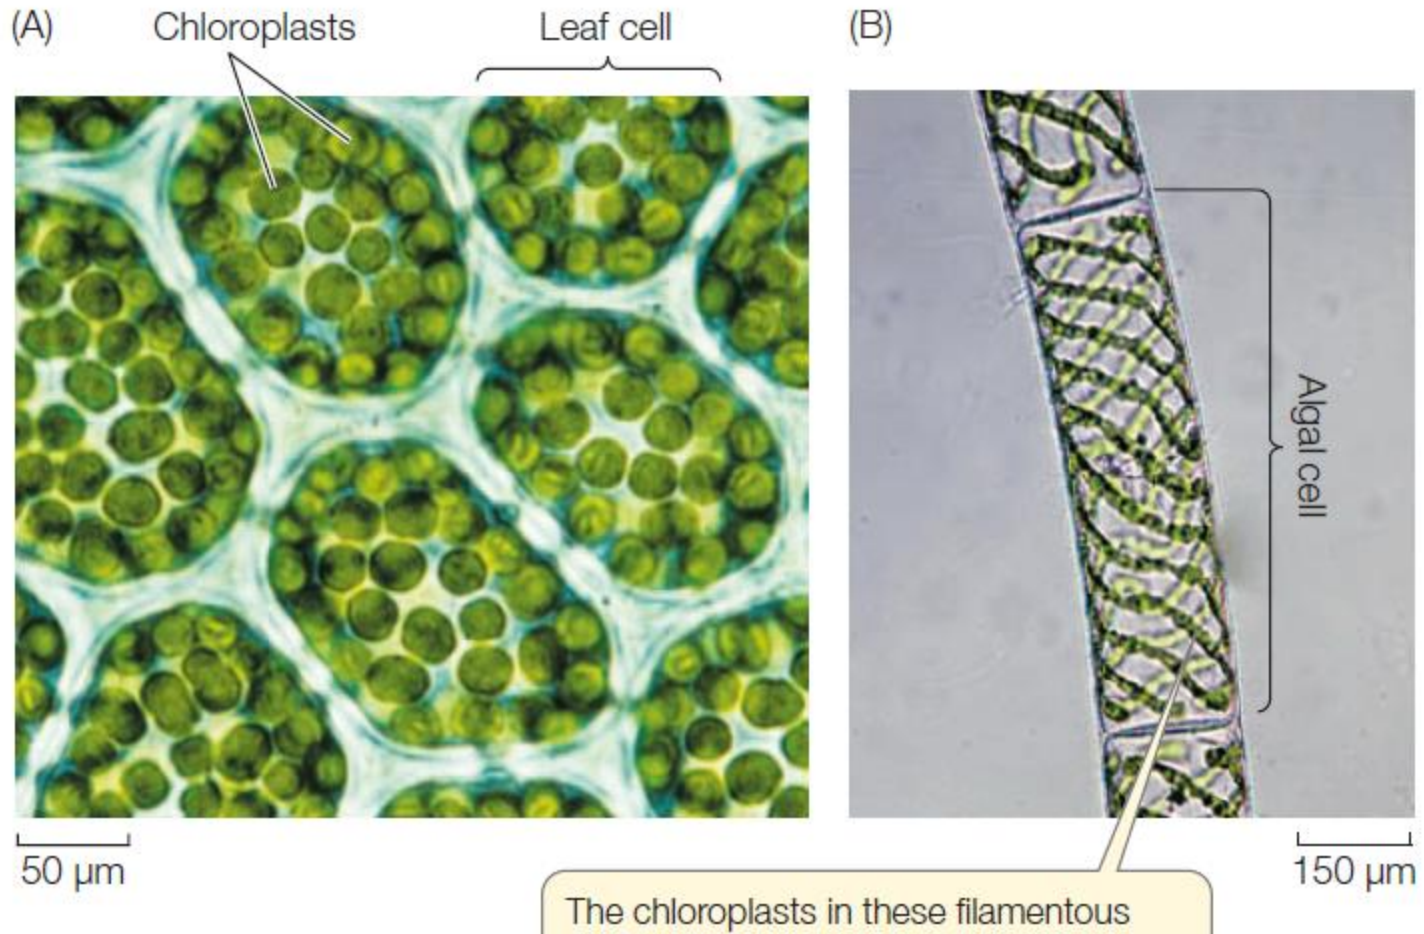 (A)
Chloroplasts
Leaf cell
(B)
Algal cell
50 µm
150 µm
The chloroplasts in these filamentous